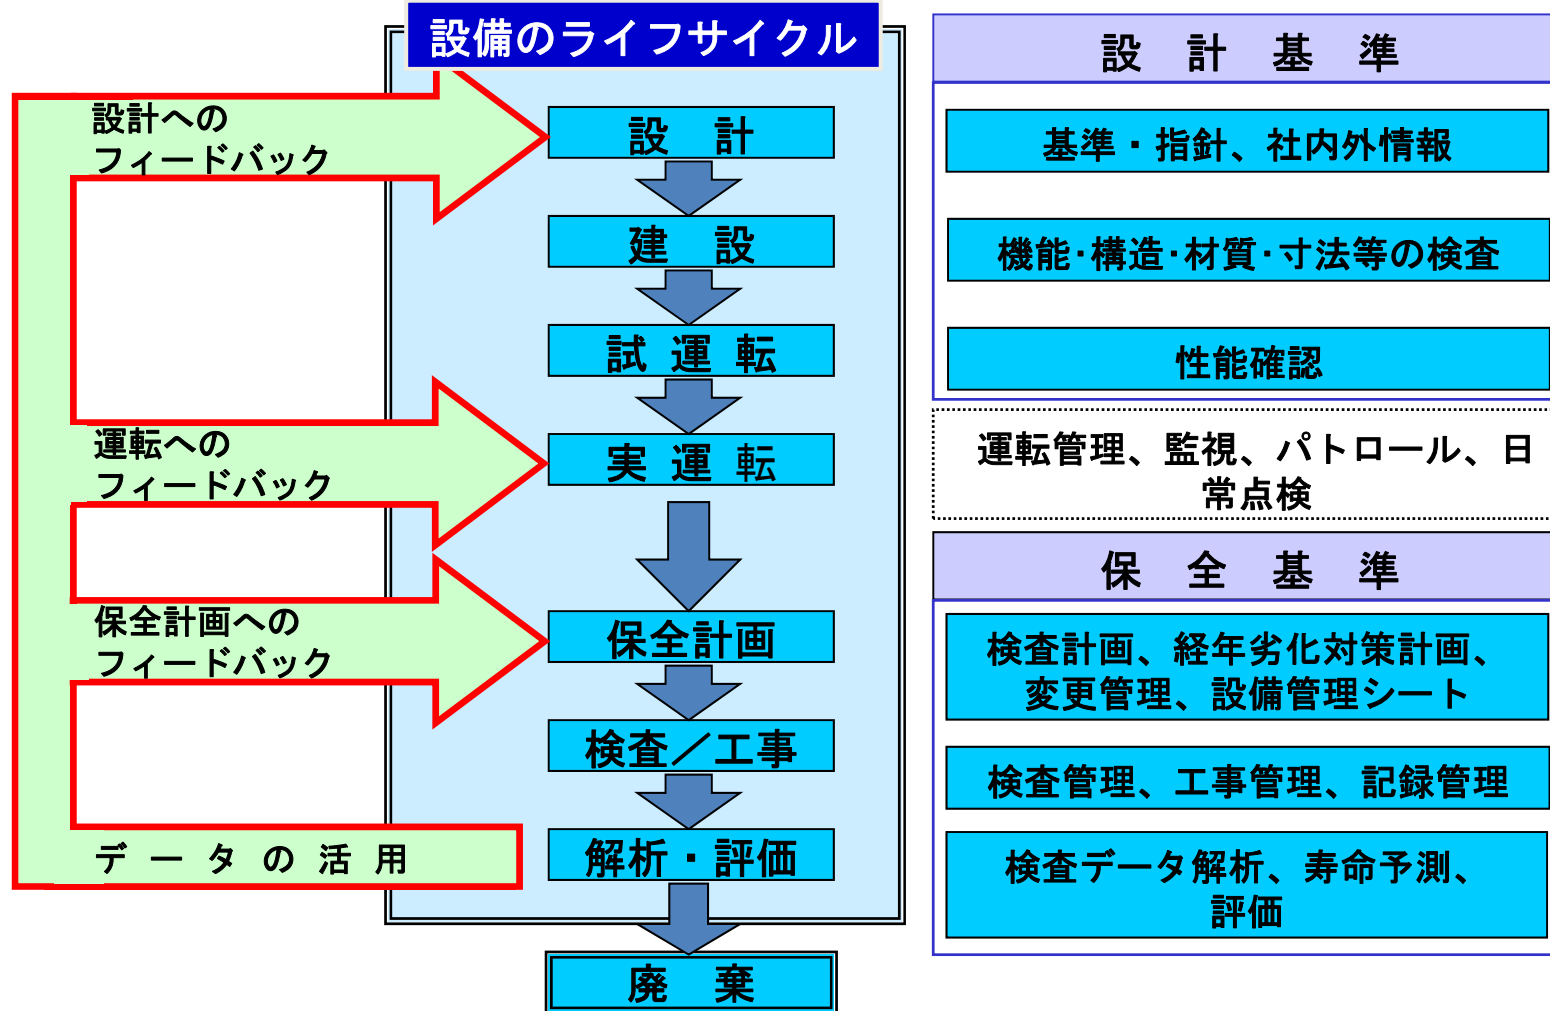 設備のライフサイクル
設計へのフィードバック
運転へのフィードバック
保全計画へのフィードバック
データの活用
設計
建設
試運転
実運転
保全計画
検査／工事
解析・評価
廃棄
設計基準
基準・指針、社内外情報
機能･構造･材質･寸法等の検査
性能確認
運転管理、監視、パトロール、日
常点検
保全基準
検査計画、経年劣化対策計画、
変更管理、設備管理シート
検査管理、工事管理、記録管理
検査データ解析、寿命予測、
評価